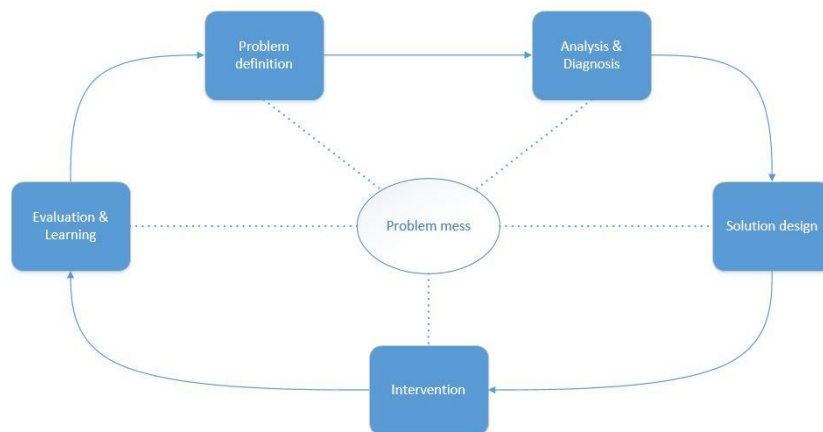 Problem
definition
Analysis &
Diagnosis
Evaluation &
Learning
Problem mess
Solution design
Intervention